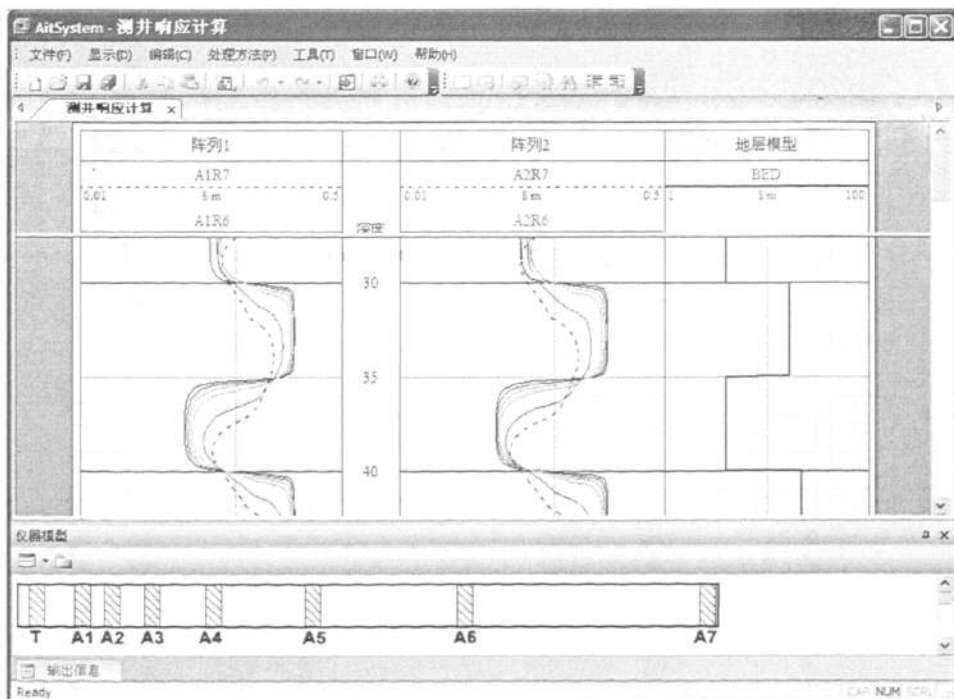 AitSystem - 测井响应计算
文件(F) 显示(D) 编辑(C) 处理方法(P) 工具(T) 窗口(W) 帮助(H)
测井响应计算 ×
阵列1 阵列2 地层模型
A1R7 A2R7 BED
0.01 0.5 0.01 0.5 1 100
A1R6 深度 A2R6
30
35
40
仪器模型
T A1 A2 A3 A4 A5 A6 A7
输出信息
Ready CAP NUM SCRL